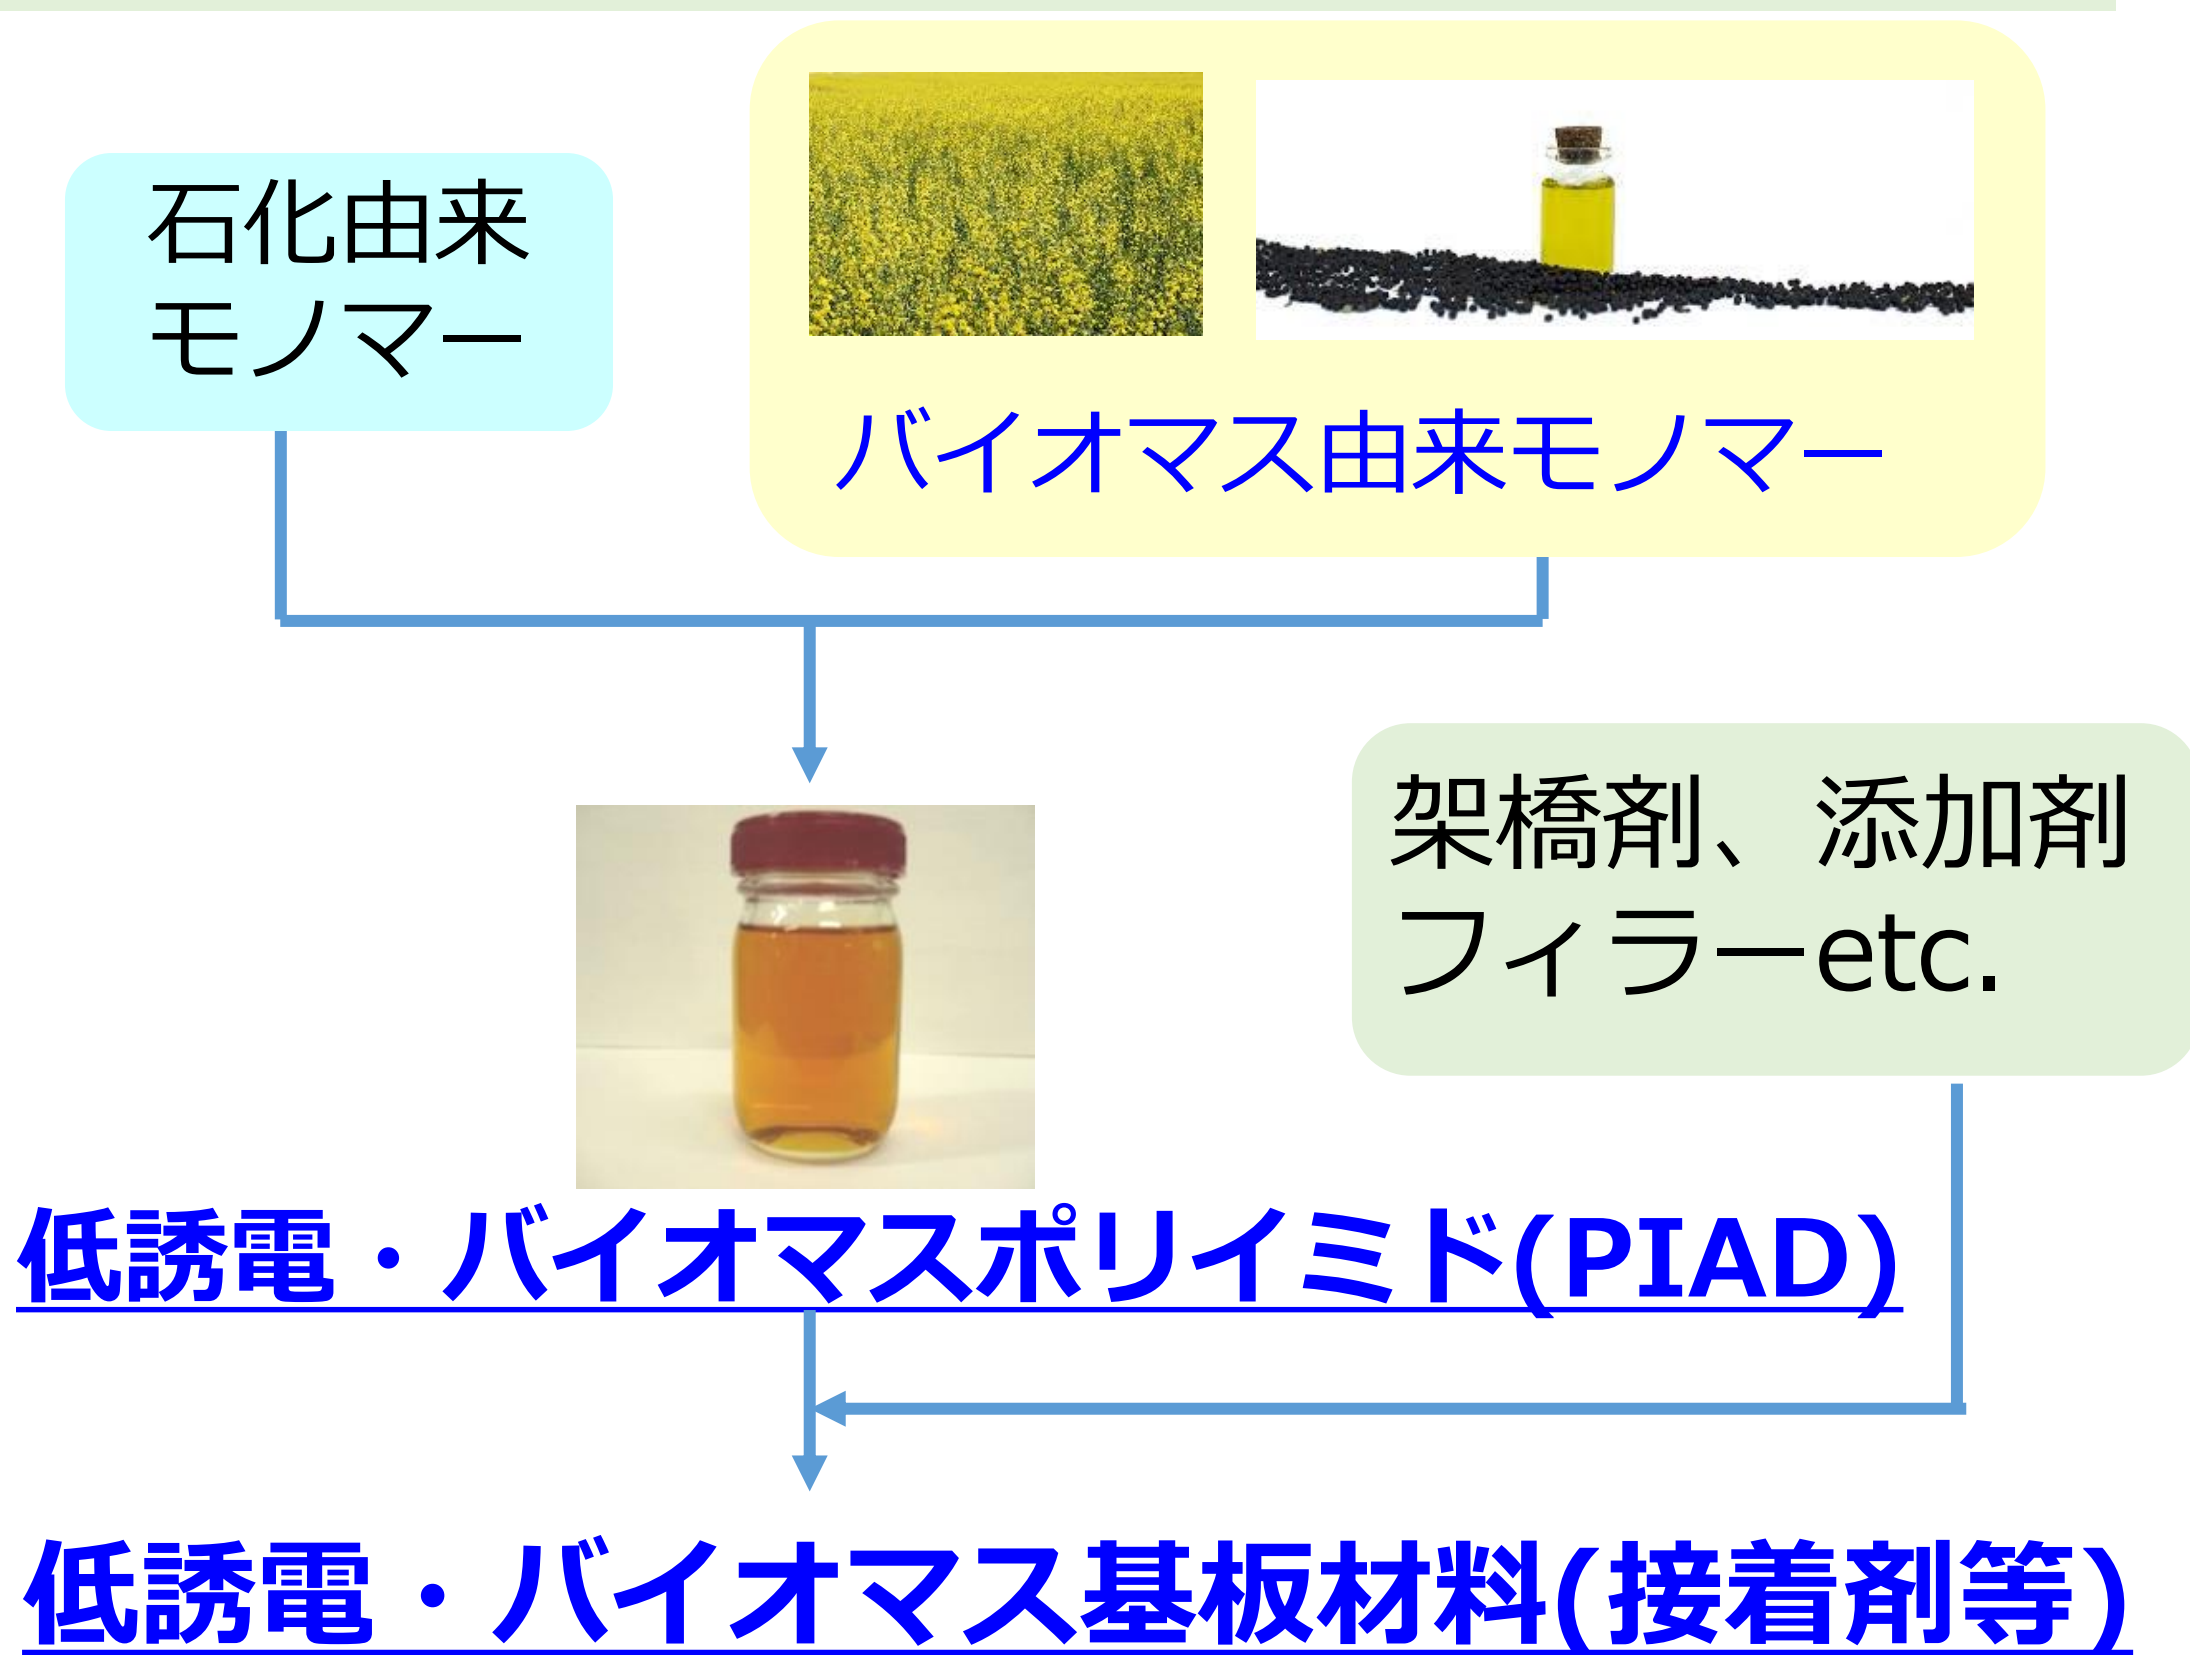 石化由来
モノマー
バイオマス由来モノマー
架橋剤、添加剤
フィラーetc.
低誘電・バイオマスポリイミド(PIAD)
低誘電・バイオマス基板材料(接着剤等)